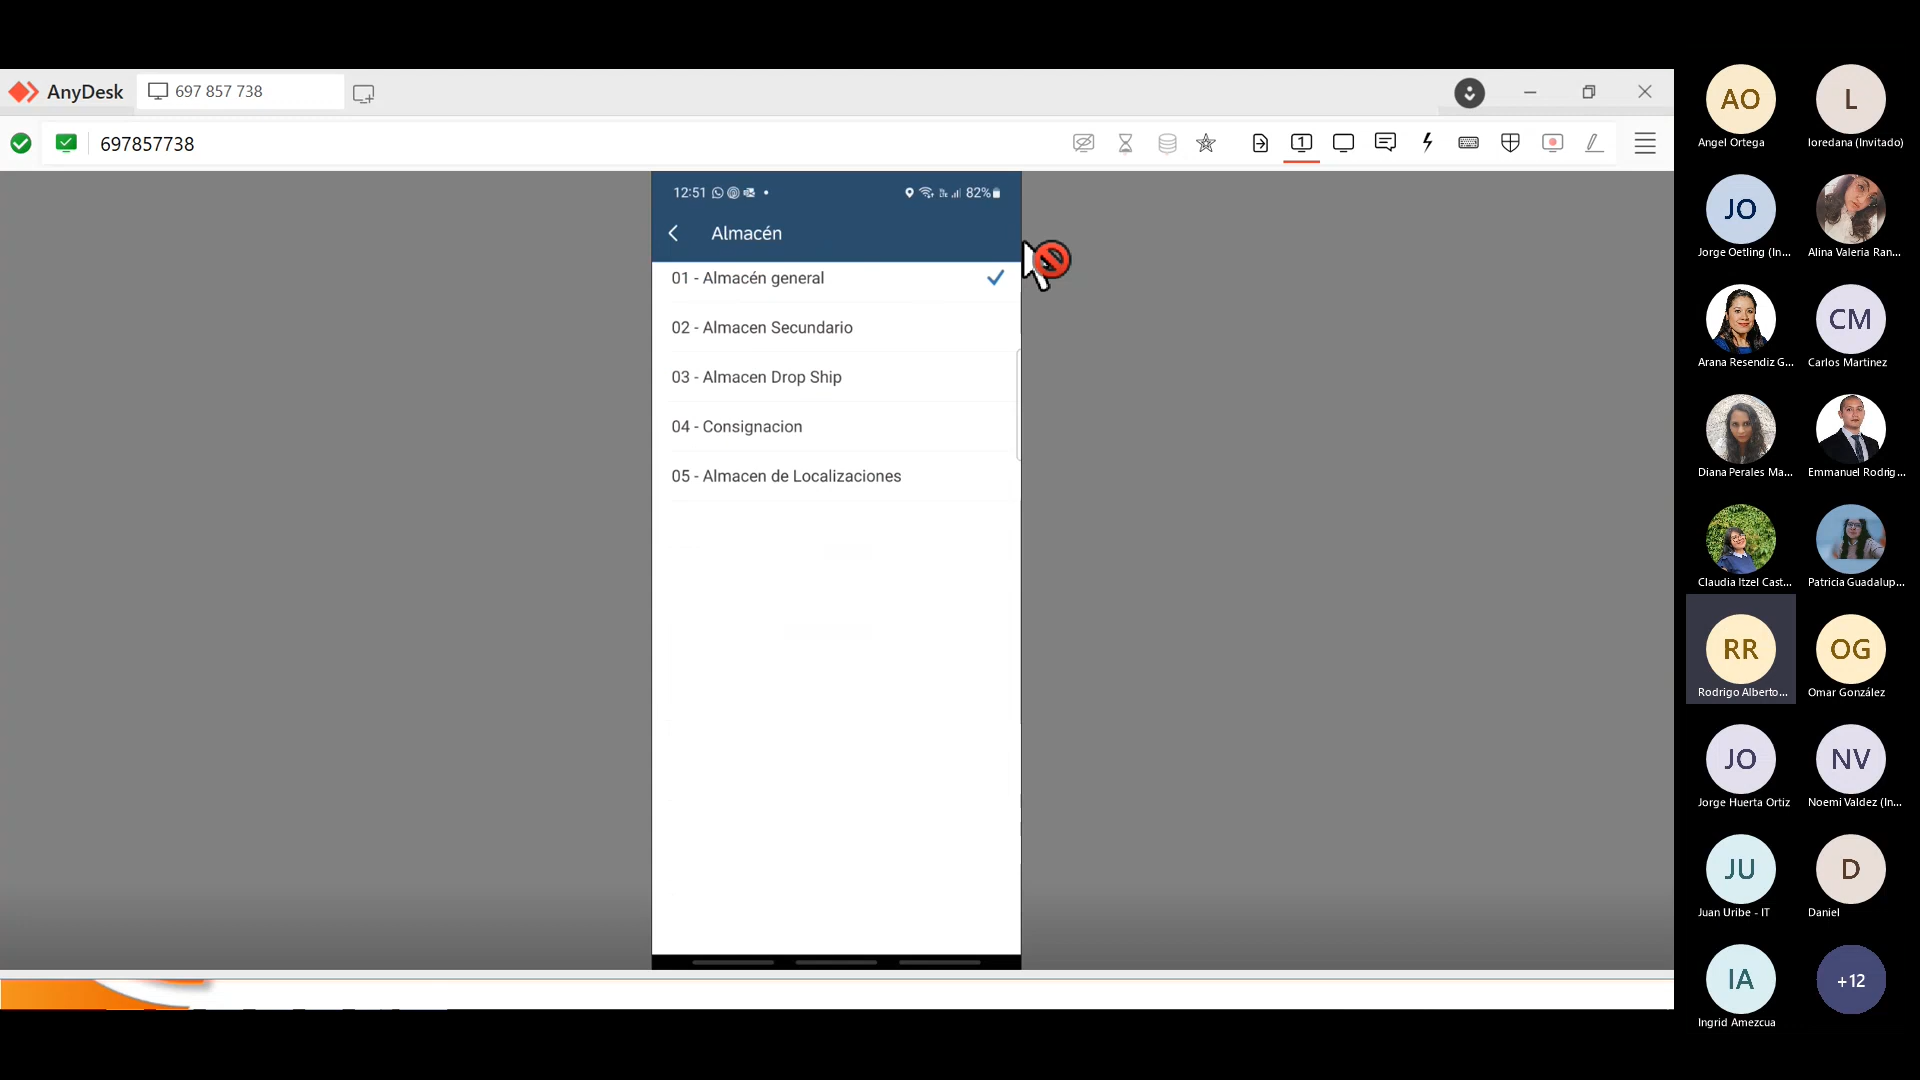 AnyDesk
697 857 738
697857738
1
12:51
82%
Almacén
01 - Almacén general
02 - Almacen Secundario
03 - Almacen Drop Ship
04 - Consignacion
05 - Almacen de Localizaciones
AO
L
Angel Ortega
loredana (Invitado)
JO
Jorge Oetling (In...
Alina Valeria Ran...
CM
Arana Resendiz G...
Carlos Martinez
Diana Perales Ma...
Emmanuel Rodrig...
Claudia Itzel Cast...
Patricia Guadalup...
RR
OG
Rodrigo Alberto...
Omar González
JO
NV
Jorge Huerta Ortiz
Noemi Valdez (In...
JU
D
Juan Uribe - IT
Daniel
IA
+12
Ingrid Amezcua